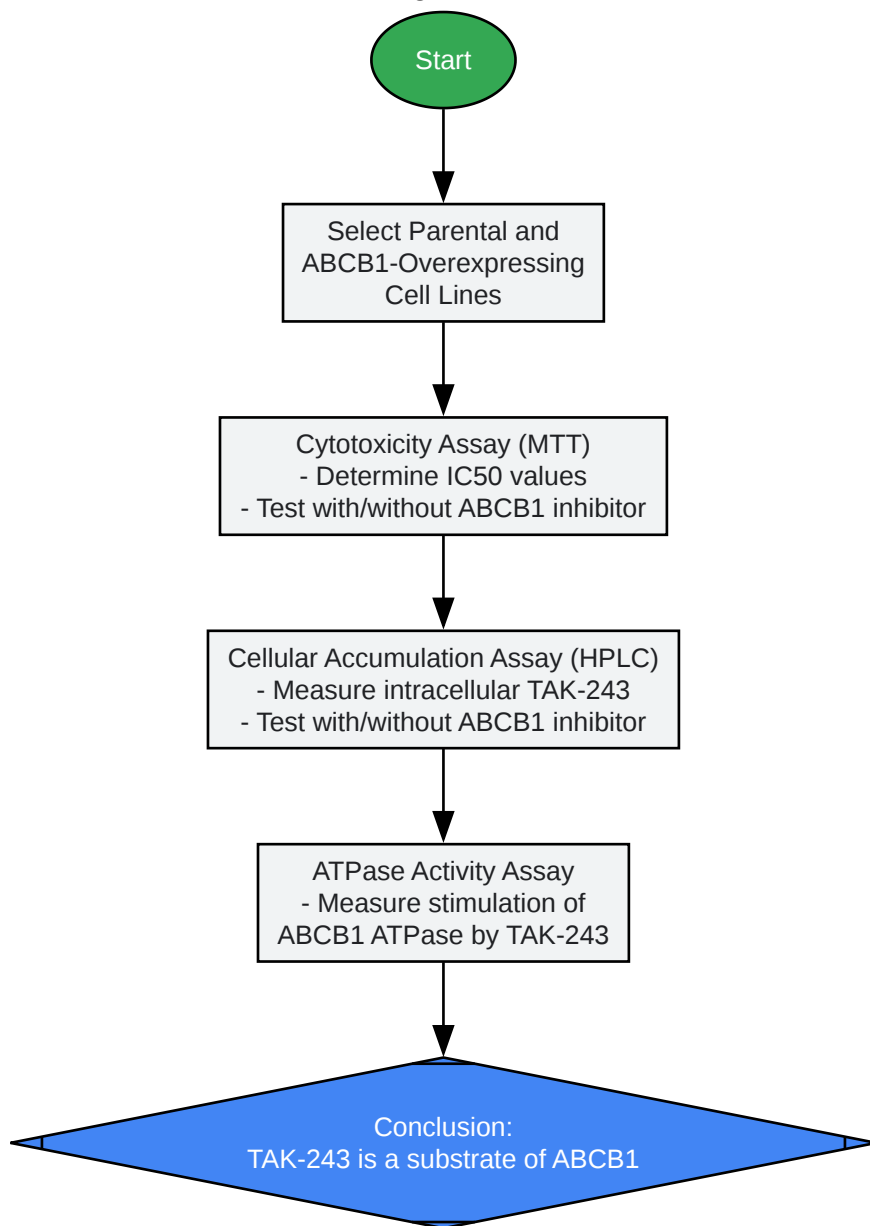 Start
Select Parental and
ABCB1-Overexpressing
Cell Lines
Cytotoxicity Assay (MTT)
- Determine IC50 values
- Test with/without ABCB1 inhibitor
Cellular Accumulation Assay (HPLC)
- Measure intracellular TAK-243
- Test with/without ABCB1 inhibitor
ATPase Activity Assay
- Measure stimulation of
ABCB1 ATPase by TAK-243
Conclusion:
TAK-243 is a substrate of ABCB1